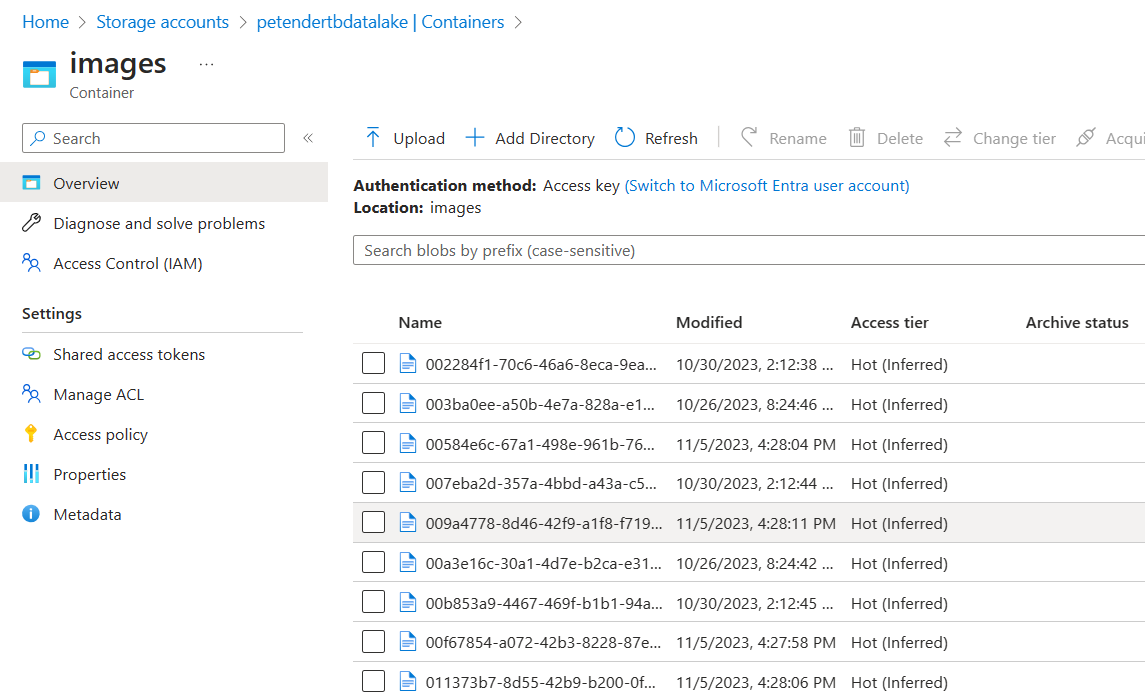 Home > Storage accounts > petendertbdatalake | Containers >
images ...
Container
Search «
Upload Add Directory Refresh Rename Delete Change tier Acqui
Overview
Diagnose and solve problems
Access Control (IAM)
Settings
Shared access tokens
Manage ACL
Access policy
Properties
Metadata
Authentication method: Access key (Switch to Microsoft Entra user account)
Location: images
Search blobs by prefix (case-sensitive)
Name Modified Access tier Archive status
002284f1-70c6-46a6-8eca-9ea... 10/30/2023, 2:12:38 ... Hot (Inferred)
003ba0ee-a50b-4e7a-828a-e1... 10/26/2023, 8:24:46 ... Hot (Inferred)
00584e6c-67a1-498e-961b-76... 11/5/2023, 4:28:04 PM Hot (Inferred)
007eba2d-357a-4bbd-a43a-c5... 10/30/2023, 2:12:44 ... Hot (Inferred)
009a4778-8d46-42f9-a1f8-f719... 11/5/2023, 4:28:11 PM Hot (Inferred)
00a3e16c-30a1-4d7e-b2ca-e31... 10/26/2023, 8:24:42 ... Hot (Inferred)
00b853a9-4467-469f-b1b1-94a... 10/30/2023, 2:12:45 ... Hot (Inferred)
00f67854-a072-42b3-8228-87e... 11/5/2023, 4:27:58 PM Hot (Inferred)
011373b7-8d55-42b9-b200-0f... 11/5/2023, 4:28:06 PM Hot (Inferred)